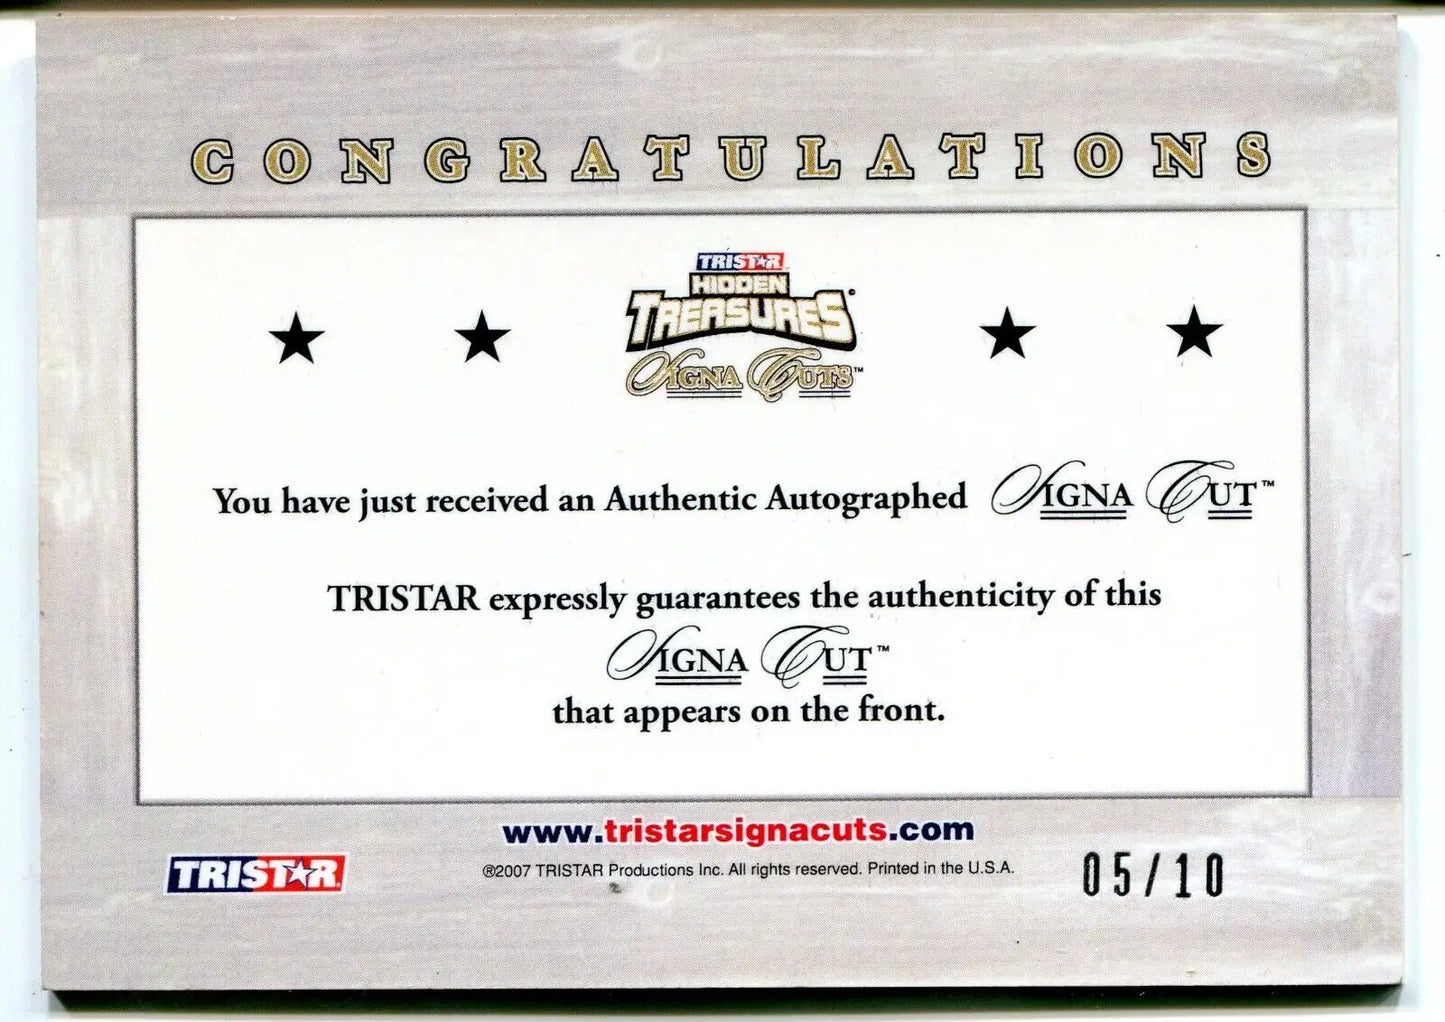 CONGRATULATIONS
TRISTAR
HIDDEN
TREASURES®
SIGNA CUTS™
You have just received an Authentic Autographed SIGNA CUT™
TRISTAR expressly guarantees the authenticity of this
SIGNA CUT™
that appears on the front.
www.tristarsignacuts.com
TRISTAR
®2007 TRISTAR Productions Inc. All rights reserved. Printed in the U.S.A.
05/10